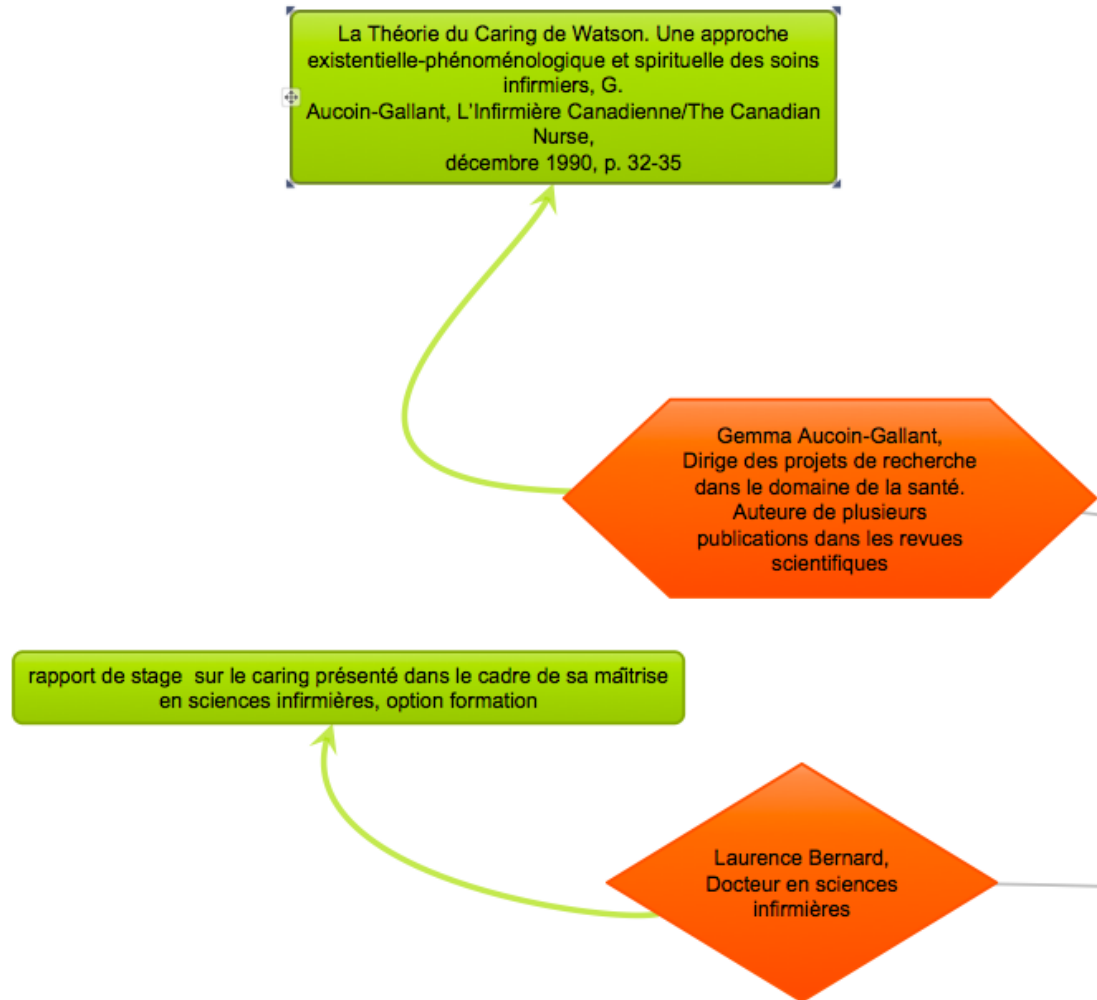 La Théorie du Caring de Watson. Une approche
existentielle-phénoménologique et spirituelle des soins
infirmiers, G.
Aucoin-Gallant, L'Infirmière Canadienne/The Canadian
Nurse,
décembre 1990, p. 32-35
Gemma Aucoin-Gallant,
Dirige des projets de recherche
dans le domaine de la santé.
Auteure de plusieurs
publications dans les revues
scientifiques
rapport de stage  sur le caring présenté dans le cadre de sa maîtrise
en sciences infirmières, option formation
Laurence Bernard,
Docteur en sciences
infirmières